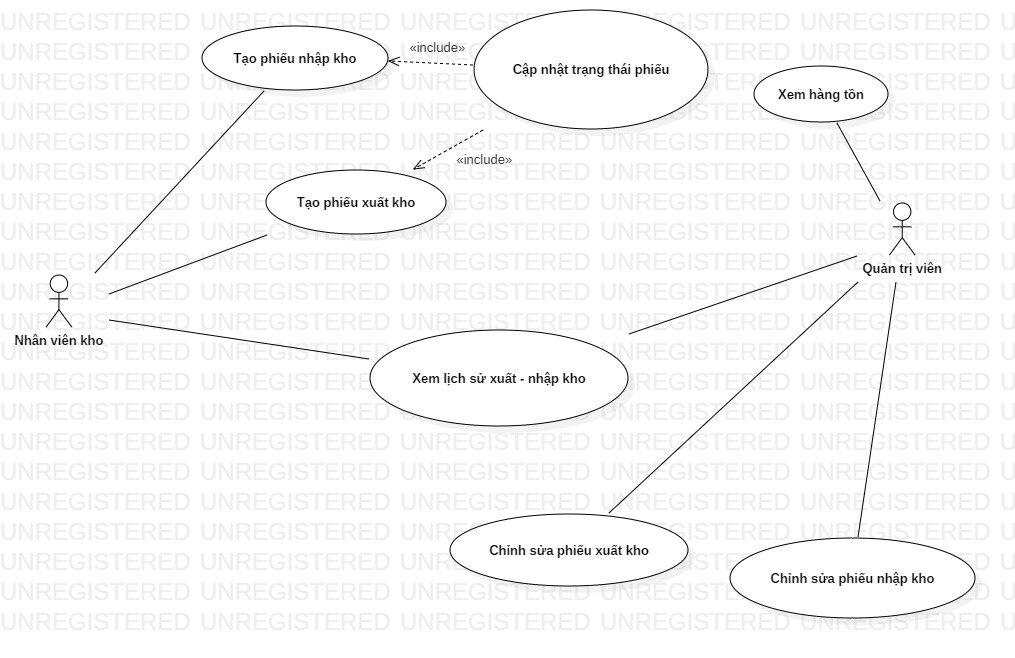 Tạo phiếu nhập kho
«include»
Cập nhật trạng thái phiếu
Xem hàng tồn
«include»
Tạo phiếu xuất kho
Quản trị viên
Nhân viên kho
Xem lịch sử xuất - nhập kho
Chỉnh sửa phiếu xuất kho
Chỉnh sửa phiếu nhập kho
UNREGISTERED